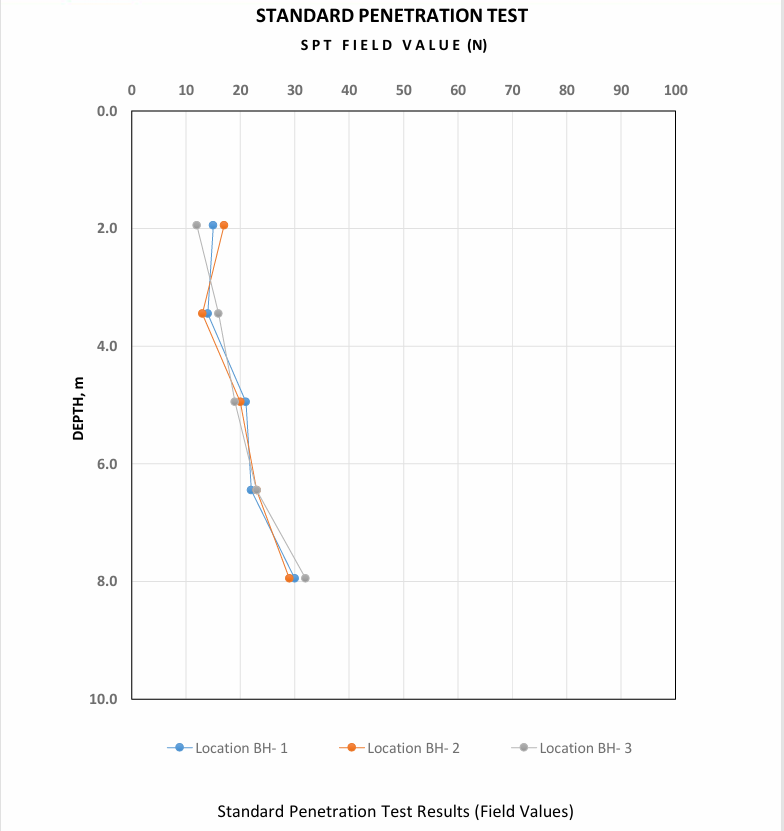 STANDARD PENETRATION TEST
SPT FIELD VALUE (N)
0 10 20 30 40 50 60 70 80 90 100
0.0
2.0
4.0
6.0
8.0
10.0
DEPTH, m
Location BH- 1 Location BH- 2 Location BH- 3
Standard Penetration Test Results (Field Values)